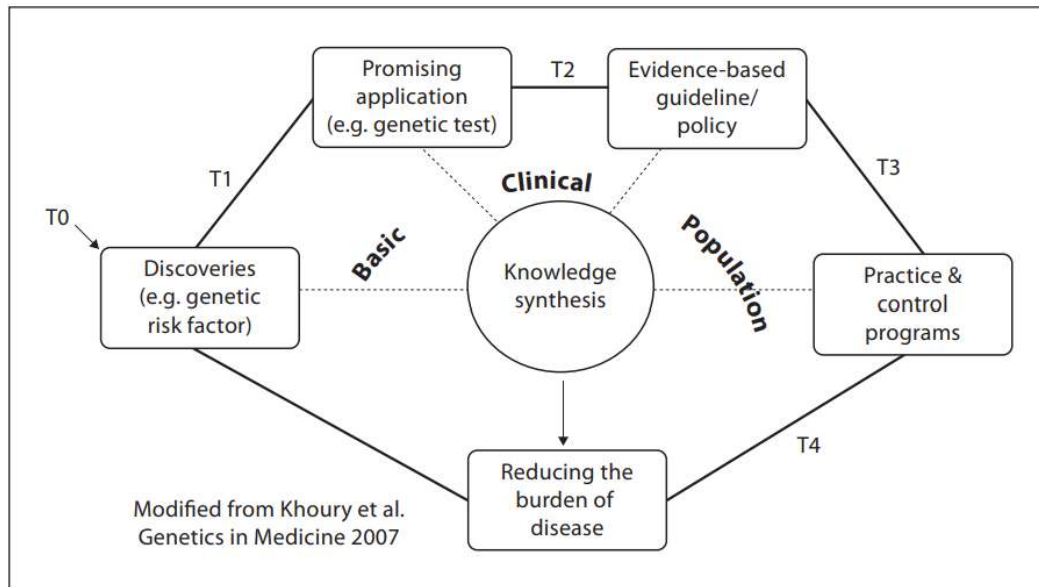 Promising
application
(e.g. genetic test)
T2
Evidence-based
guideline/
policy
T1
Clinical
T3
T0
Basic
Population
Discoveries
(e.g. genetic
risk factor)
Knowledge
synthesis
Practice &
control
programs
T4
Reducing the
burden of
disease
Modified from Khoury et al.
Genetics in Medicine 2007